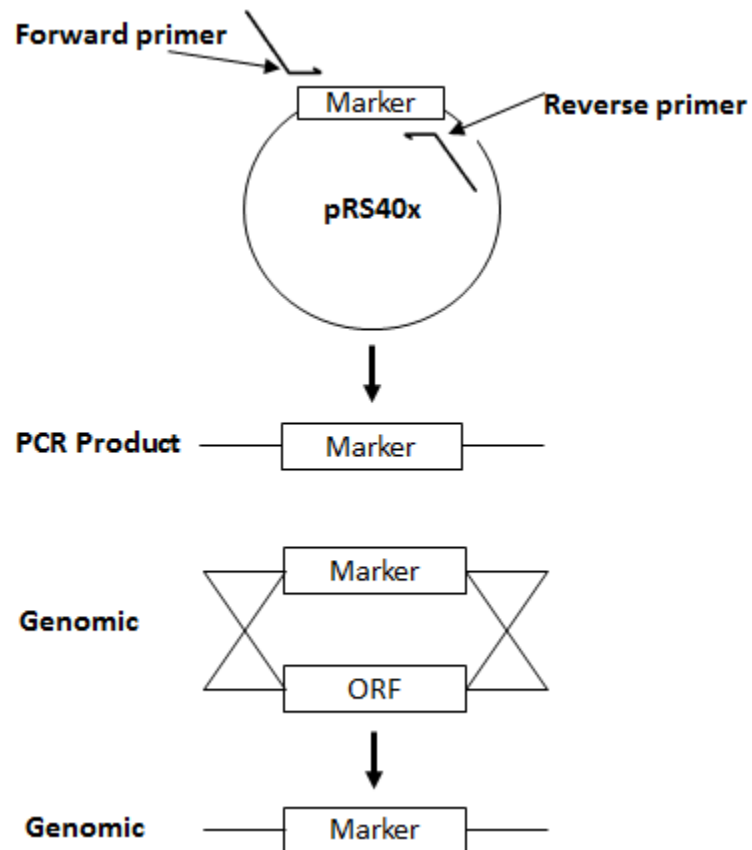 Forward primer
Marker
Reverse primer
pRS40x
PCR Product
Marker
Marker
Genomic
ORF
Genomic
Marker